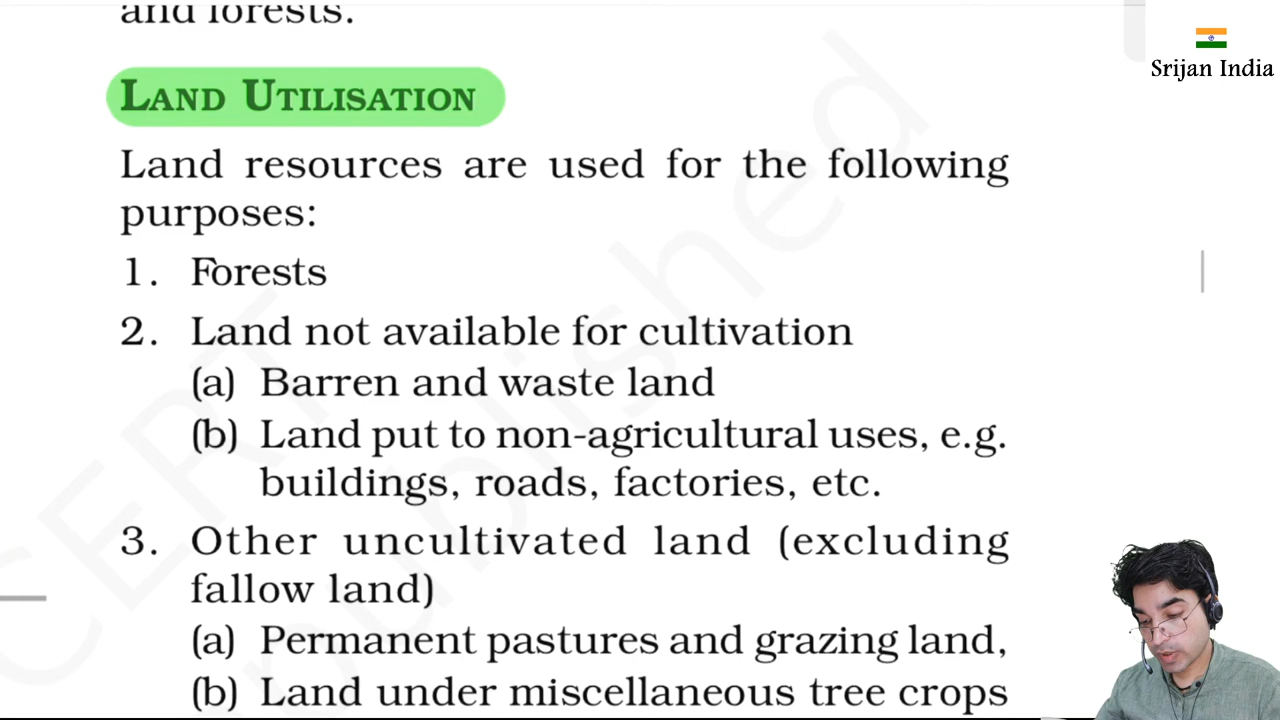 and forests.
Srijan India
LAND UTILISATION
Land resources are used for the following
purposes:
1. Forests
2. Land not available for cultivation
(a) Barren and waste land
(b) Land put to non-agricultural uses, e.g.
buildings, roads, factories, etc.
3. Other uncultivated land (excluding
fallow land)
(a) Permanent pastures and grazing land,
(b) Land under miscellaneous tree crops